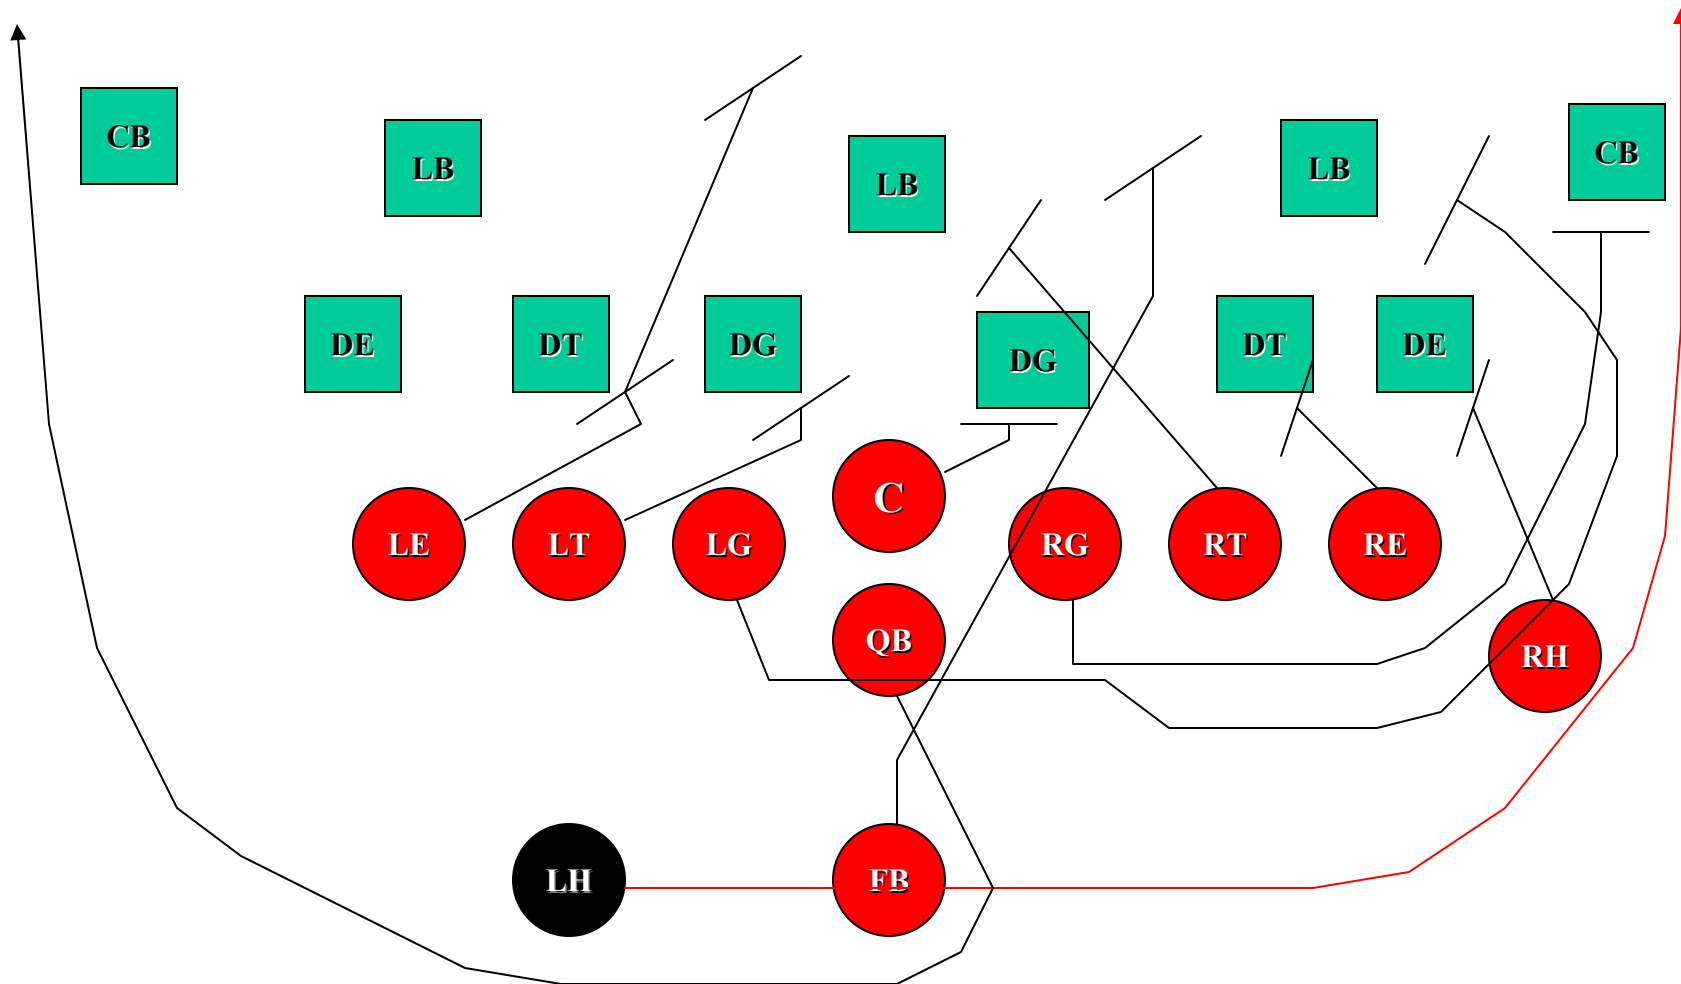 CB
LB
LB
LB
CB
DE
DT
DG
DG
DT
DE
C
LE
LT
LG
RG
RT
RE
QB
RH
LH
FB